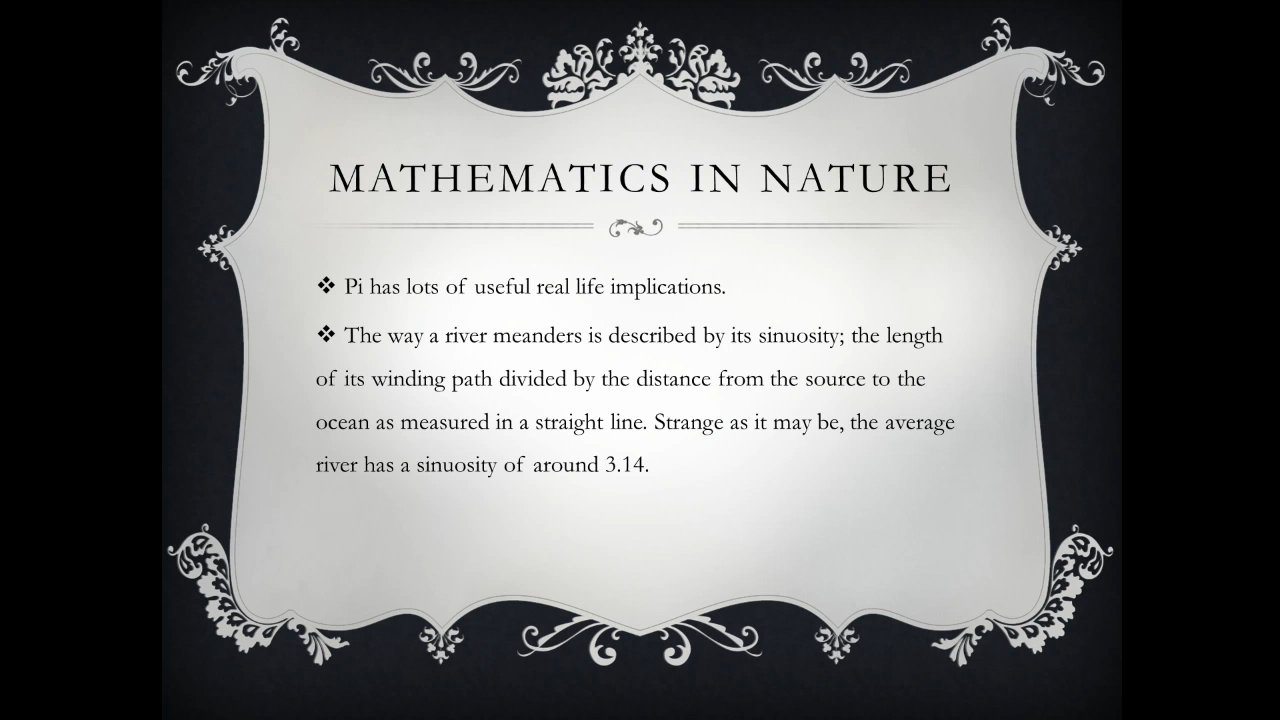 MATHEMATICS IN NATURE
❖ Pi has lots of useful real life implications.
❖ The way a river meanders is described by its sinuosity; the length
of its winding path divided by the distance from the source to the
ocean as measured in a straight line. Strange as it may be, the average
river has a sinuosity of around 3.14.